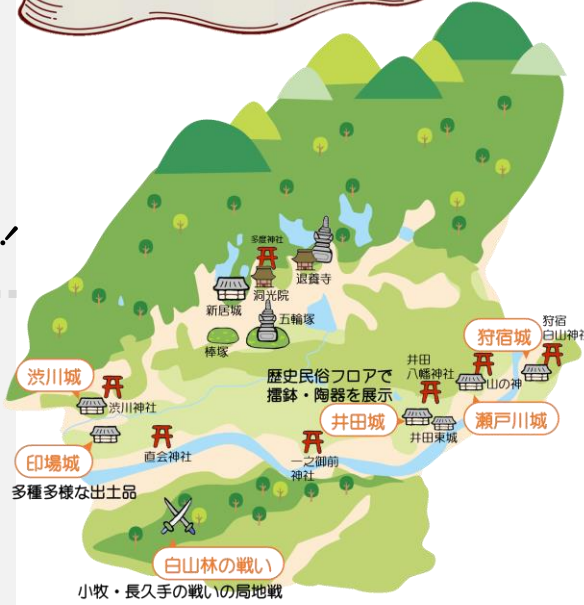 多度神社
退養寺
洞光院
新居城
五輪塚
棒塚
狩宿
白山神社
狩宿城
井田
八幡神社
山の神
歴史民俗フロアで
擂鉢・陶器を展示
渋川城
渋川神社
井田城
瀬戸川城
井田東城
印場城
直会神社
一之御前
神社
多種多様な出土品
白山林の戦い
小牧・長久手の戦いの局地戦